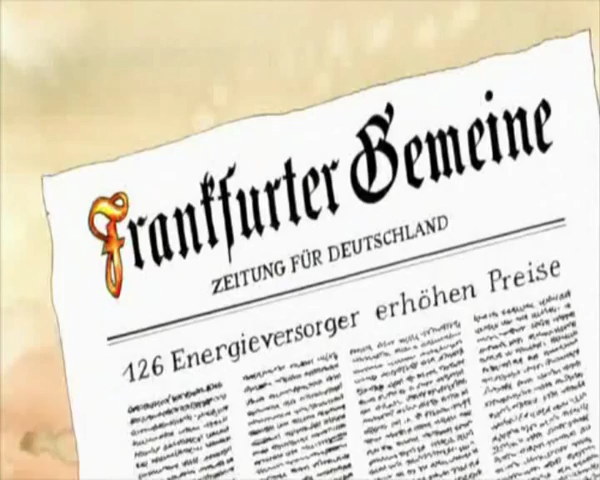 Frankfurter Gemeine
ZEITUNG FÜR DEUTSCHLAND
126 Energieversorger erhöhen Preise